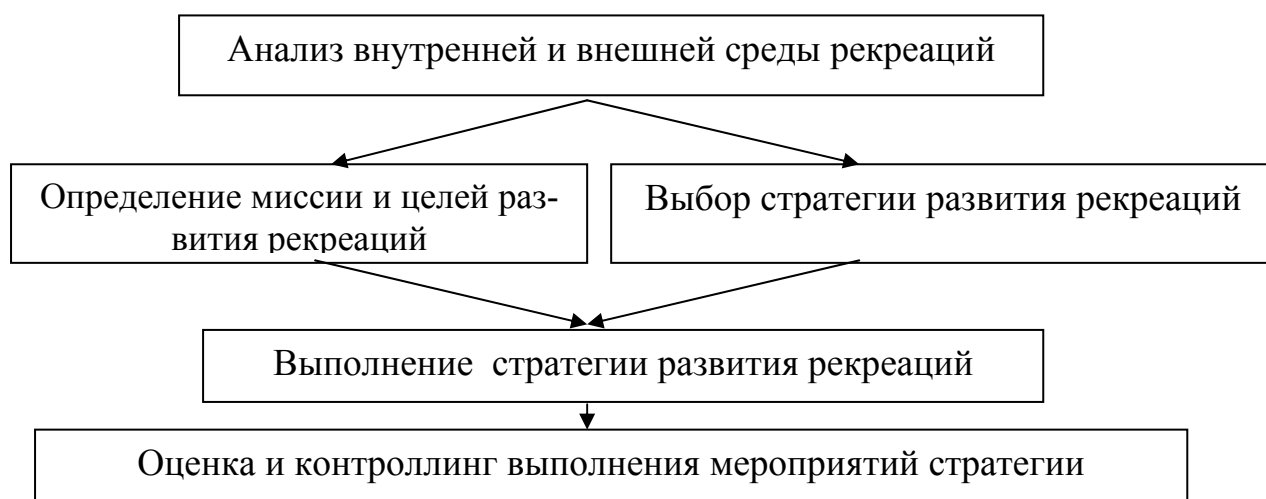 Анализ внутренней и внешней среды рекреаций
Определение миссии и целей раз-
вития рекреаций
Выбор стратегии развития рекреаций
Выполнение  стратегии развития рекреаций
Оценка и контроллинг выполнения мероприятий стратегии